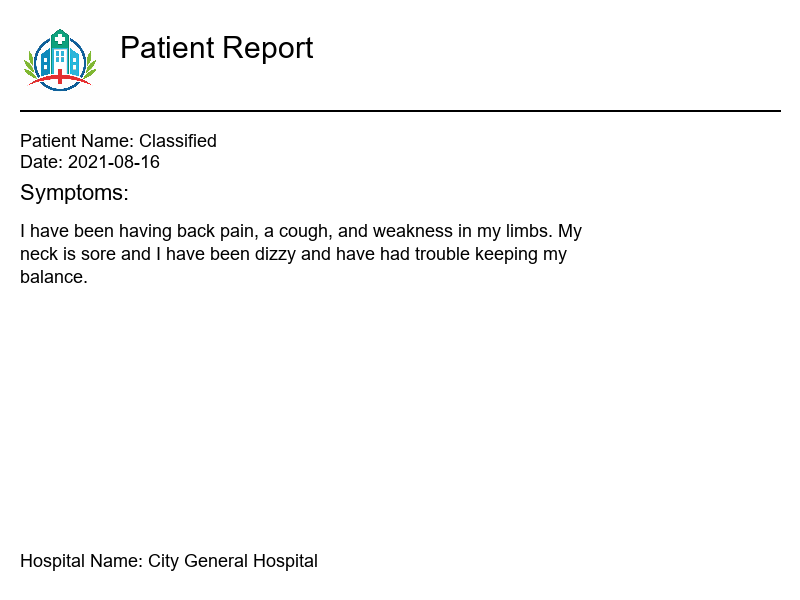 Patient Report
Patient Name: Classified
Date: 2021-08-16
Symptoms:
I have been having back pain, a cough, and weakness in my limbs. My
neck is sore and I have been dizzy and have had trouble keeping my
balance.
Hospital Name: City General Hospital